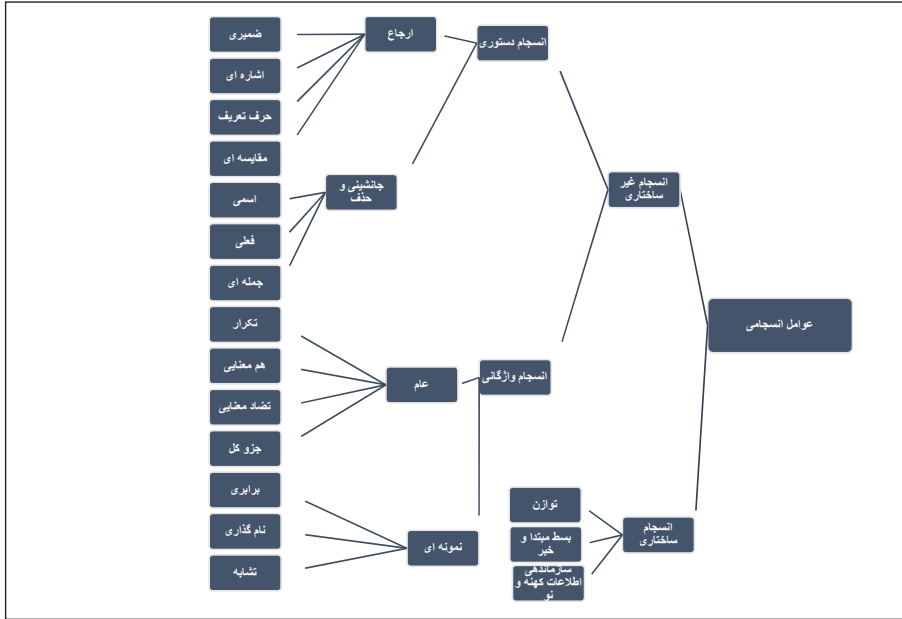 عوامل انسجامی
انسجام غیر
ساختاری
انسجام دستوری
ارجاع
ضمیری
اشاره ای
حرف تعریف
مقایسه ای
جانشینی و
حذف
اسمی
فعلی
جمله ای
انسجام واژگانی
عام
تکرار
هم معنایی
تضاد معنایی
جزو کل
نمونه ای
برابری
نام گذاری
تشابه
انسجام
ساختاری
توازن
بسط مبتدا و
خبر
سازماندهی
اطلاعات کهنه و
نو